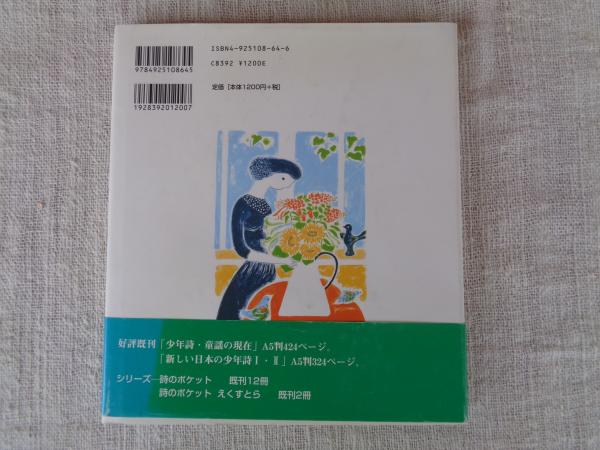 ISBN4-925108-64-6
9784925108645
C8392 ¥1200E
定価［本体1200円+税］
1928392012007
好評既刊「少年詩・童謡の現在」A5判424ページ。
「新しい日本の少年詩Ⅰ・Ⅱ」A5判324ページ。
シリーズ─詩のポケット 既刊12冊
詩のポケット えくすとら 既刊2冊